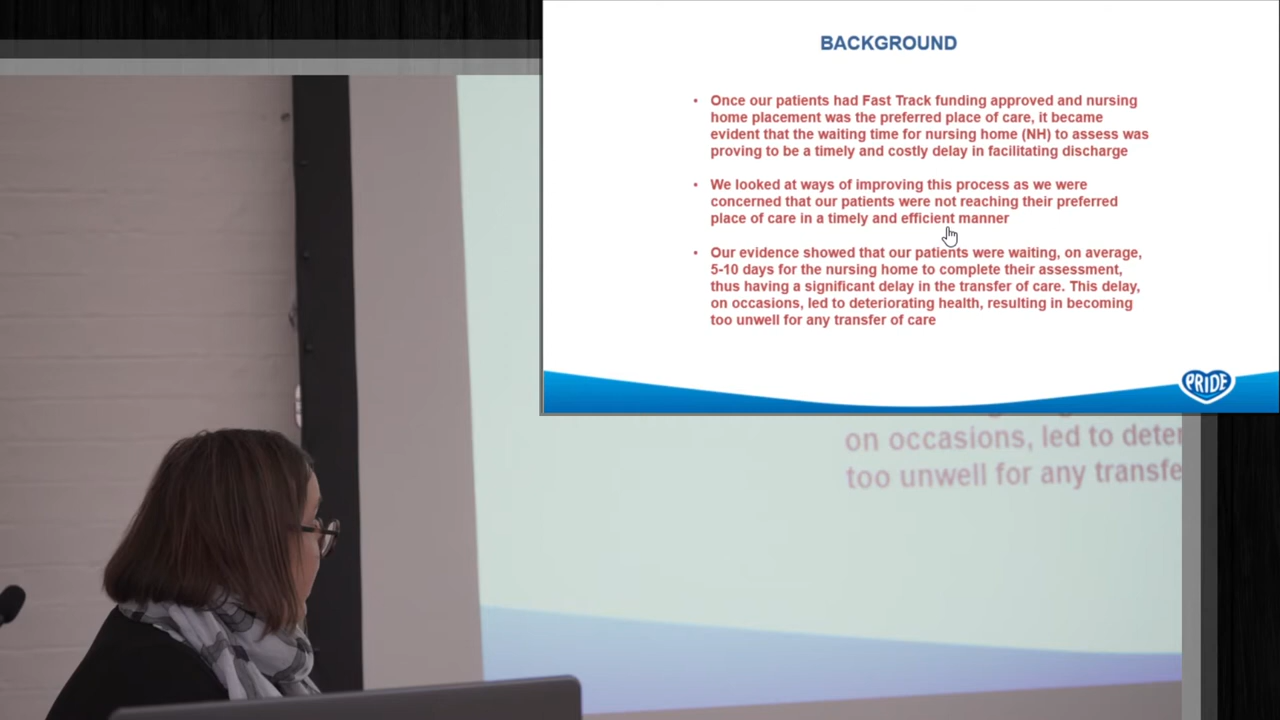 BACKGROUND
• Once our patients had Fast Track funding approved and nursing
home placement was the preferred place of care, it became
evident that the waiting time for nursing home (NH) to assess was
proving to be a timely and costly delay in facilitating discharge
• We looked at ways of improving this process as we were
concerned that our patients were not reaching their preferred
place of care in a timely and efficient manner
• Our evidence showed that our patients were waiting, on average,
5-10 days for the nursing home to complete their assessment,
thus having a significant delay in the transfer of care. This delay,
on occasions, led to deteriorating health, resulting in becoming
too unwell for any transfer of care
PRIDE
on occasions, led to deter
too unwell for any transfe